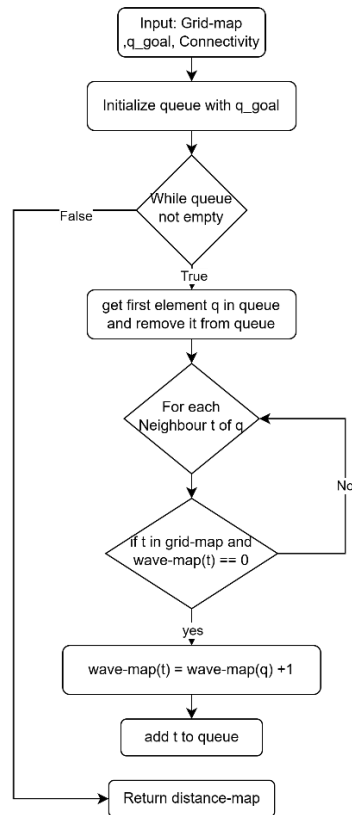 Input: Grid-map
,q_goal, Connectivity
Initialize queue with q_goal
While queue
not empty
False
True
get first element q in queue
and remove it from queue
For each
Neighbour t of q
No
if t in grid-map and
wave-map(t) == 0
yes
wave-map(t) = wave-map(q) +1
add t to queue
Return distance-map